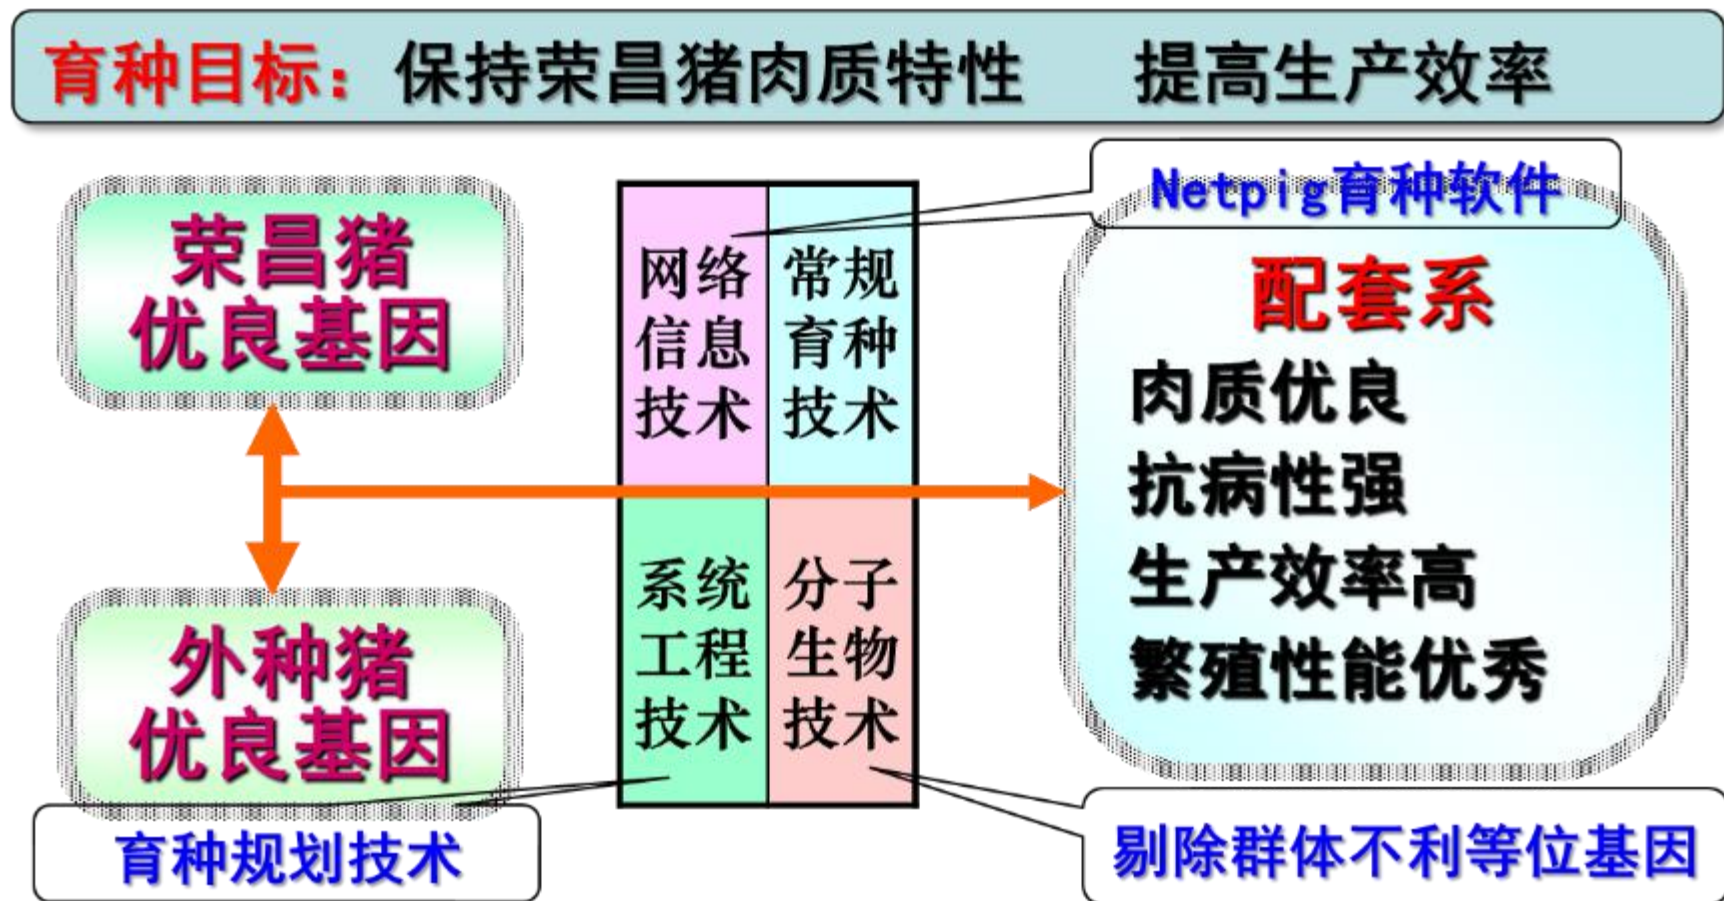 育种目标：保持荣昌猪肉质特性 提高生产效率
荣昌猪
优良基因
外种猪
优良基因
育种规划技术
网络
信息
技术
常规
育种
技术
系统
工程
技术
分子
生物
技术
Netpig育种软件
配套系
肉质优良
抗病性强
生产效率高
繁殖性能优秀
剔除群体不利等位基因